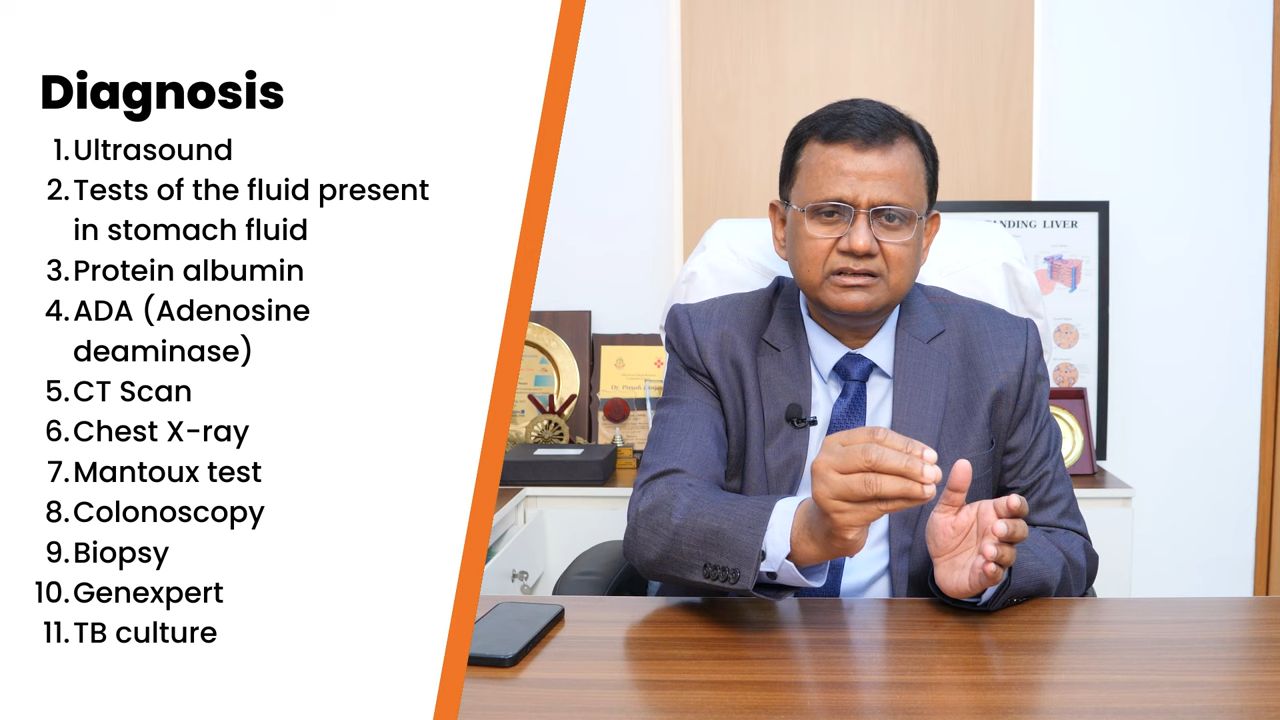 Diagnosis
1. Ultrasound
2. Tests of the fluid present
in stomach fluid
3. Protein albumin
4. ADA (Adenosine
deaminase)
5. CT Scan
6. Chest X-ray
7. Mantoux test
8. Colonoscopy
9. Biopsy
10. Genexpert
11. TB culture
LIVER